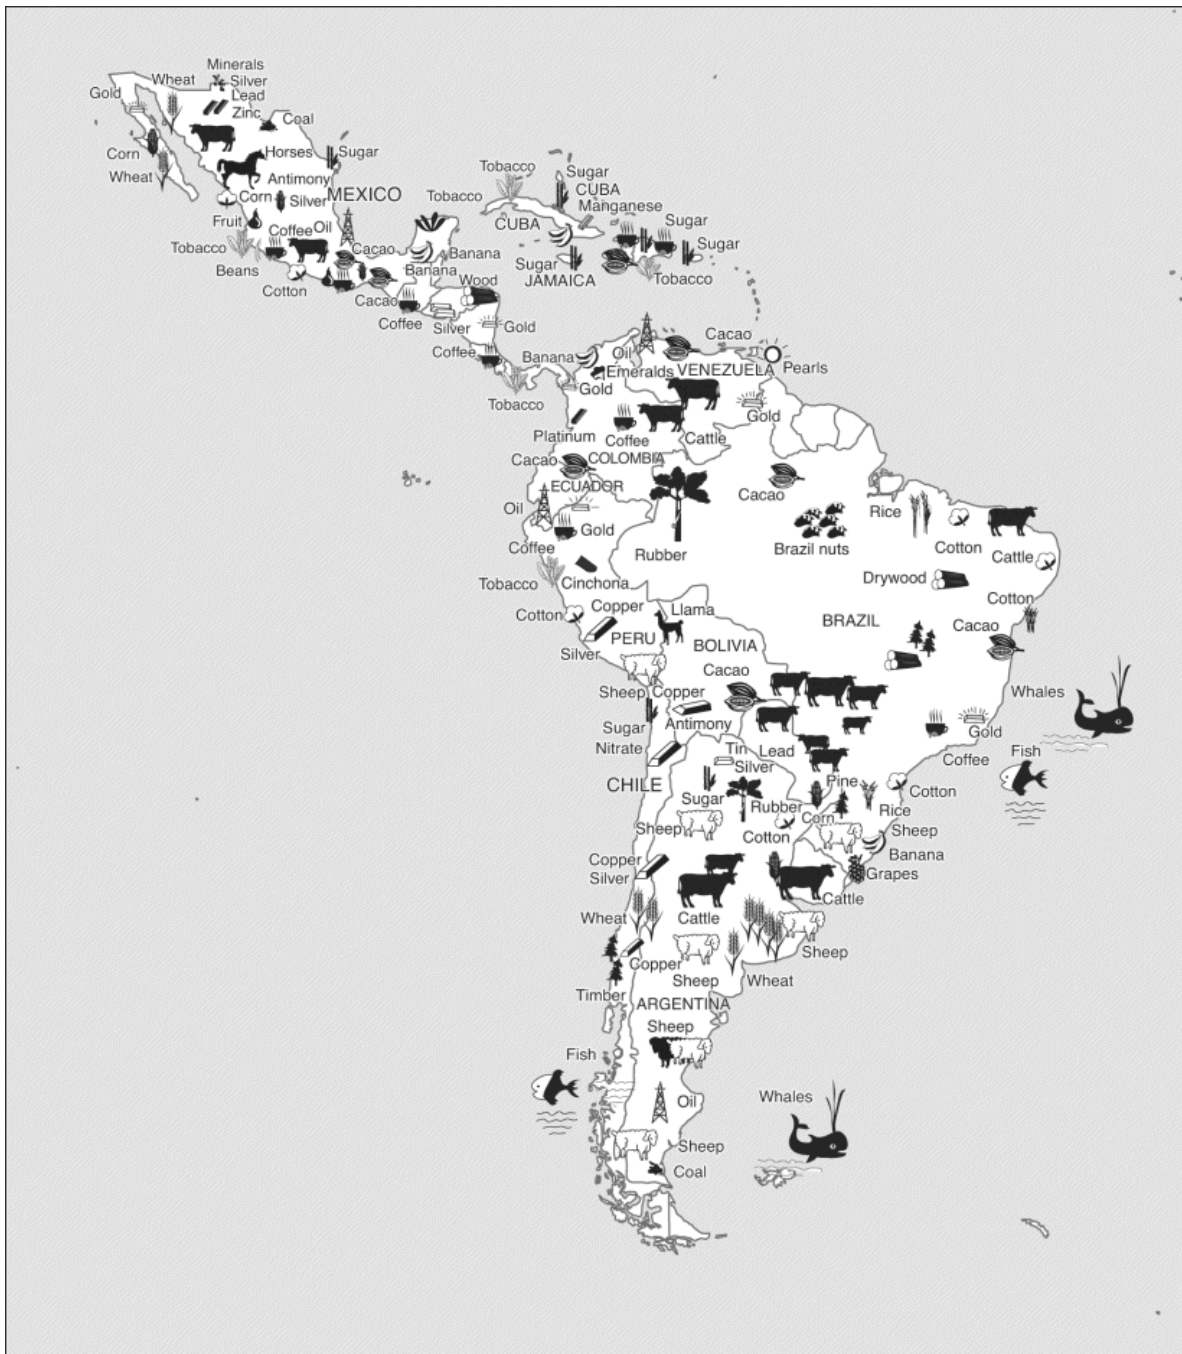 Minerals
Wheat
Silver
Gold
Lead
Zinc
Coal
Corn
Horses
Sugar
Wheat
Antimony
Corn
Silver
MEXICO
Fruit
Coffee
Oil
Tobacco
Cacao
Beans
Cotton
Banana
Banana
Cacao
Wood
Coffee
Silver
Gold
Coffee
Tobacco
Tobacco
Tobacco
Sugar
CUBA
Manganese
CUBA
Sugar
Sugar
Sugar
JAMAICA
Tobacco
Cacao
Oil
Banana
Emeralds
VENEZUELA
Pearls
Gold
Gold
Platinum
Coffee
Cattle
Cacao
COLOMBIA
ECUADOR
Cacao
Oil
Gold
Rice
Coffee
Rubber
Brazil nuts
Cotton
Cattle
Tobacco
Cinchona
Drywood
Cotton
Copper
Llama
Cotton
PERU
BOLIVIA
BRAZIL
Cacao
Silver
Cacao
Sheep
Copper
Whales
Sugar
Antimony
Gold
Nitrate
Tin
Lead
Coffee
Fish
Silver
CHILE
Pine
Cotton
Sugar
Rubber
Corn
Rice
Sheep
Cotton
Sheep
Copper
Banana
Silver
Grapes
Cattle
Wheat
Cattle
Sheep
Copper
Sheep
Wheat
Timber
ARGENTINA
Sheep
Fish
Oil
Whales
Sheep
Coal